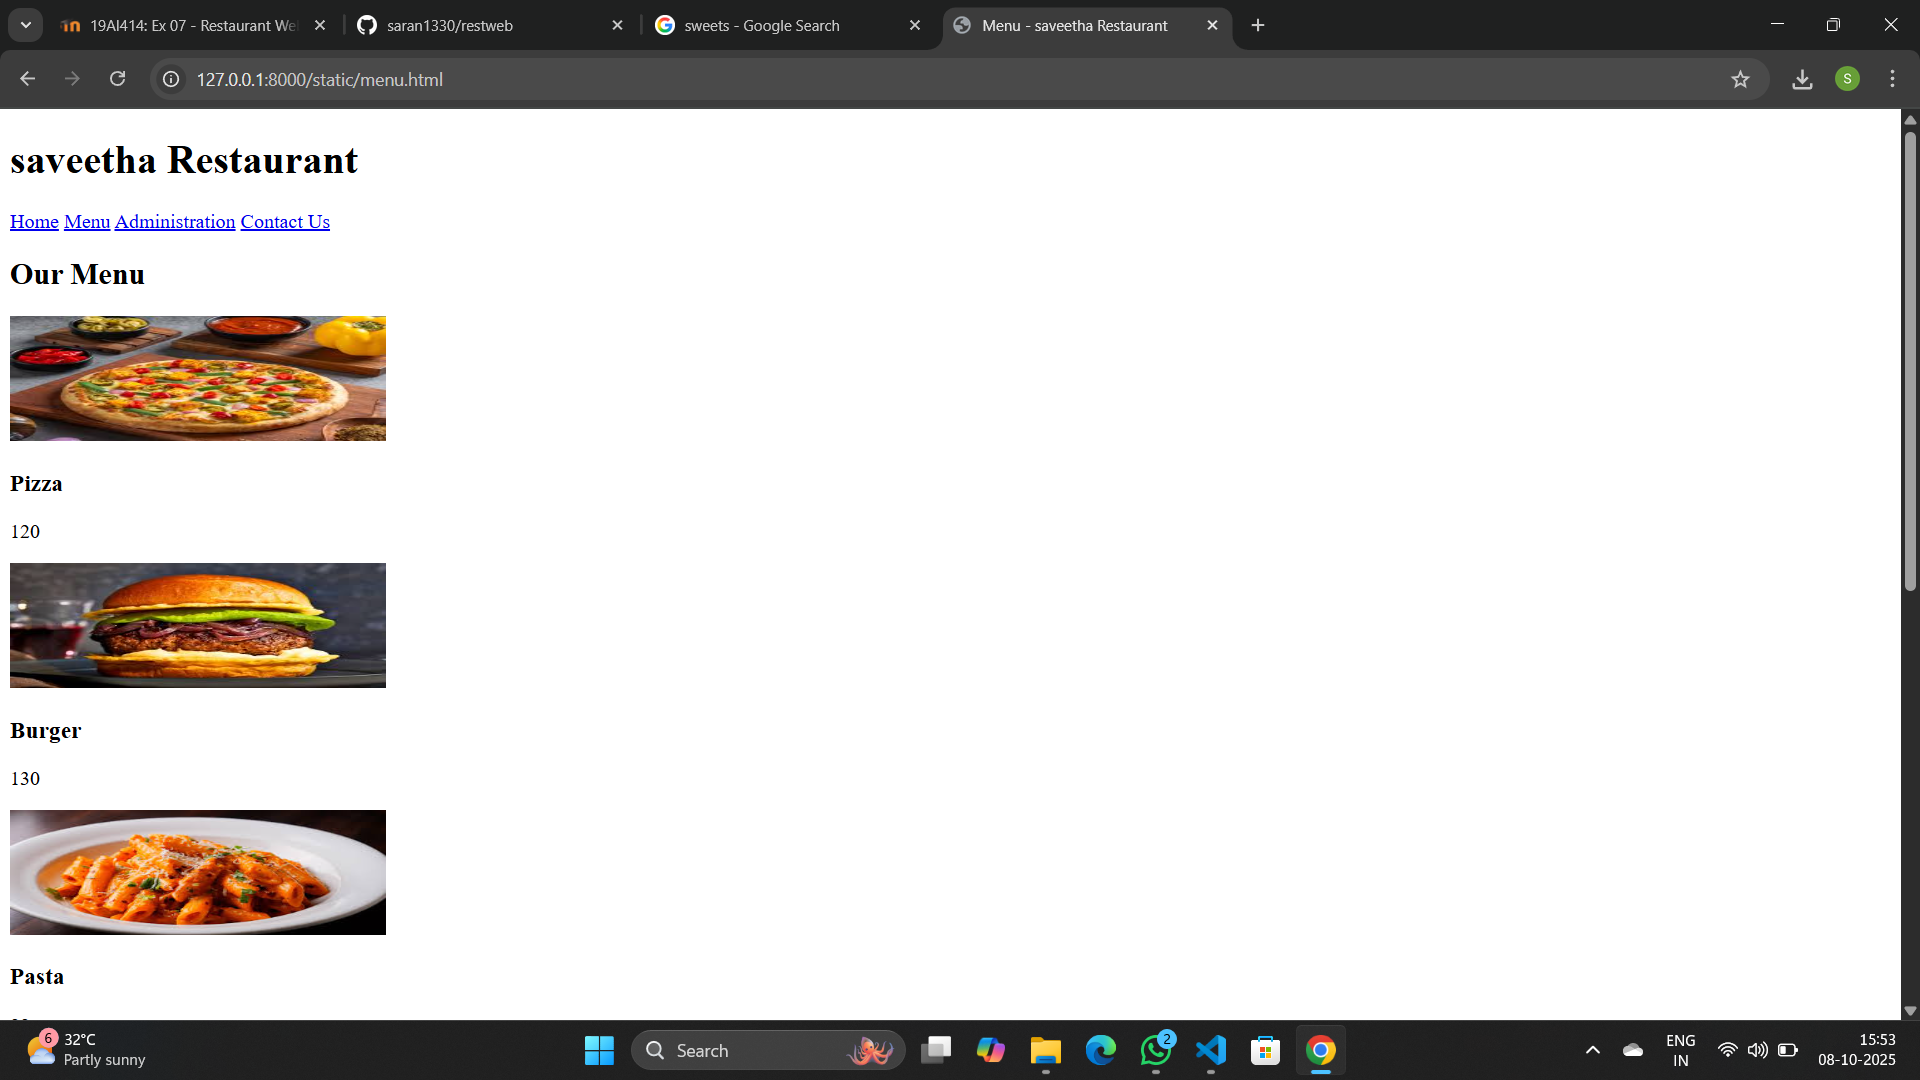 19AI414: Ex 07 - Restaurant We
saran1330/restweb
sweets - Google Search
Menu - saveetha Restaurant
127.0.0.1:8000/static/menu.html
S
saveetha Restaurant
Home Menu Administration Contact Us
Our Menu
Pizza
120
Burger
130
Pasta
6
32°C
Partly sunny
Search
2
ENG
IN
15:53
08-10-2025